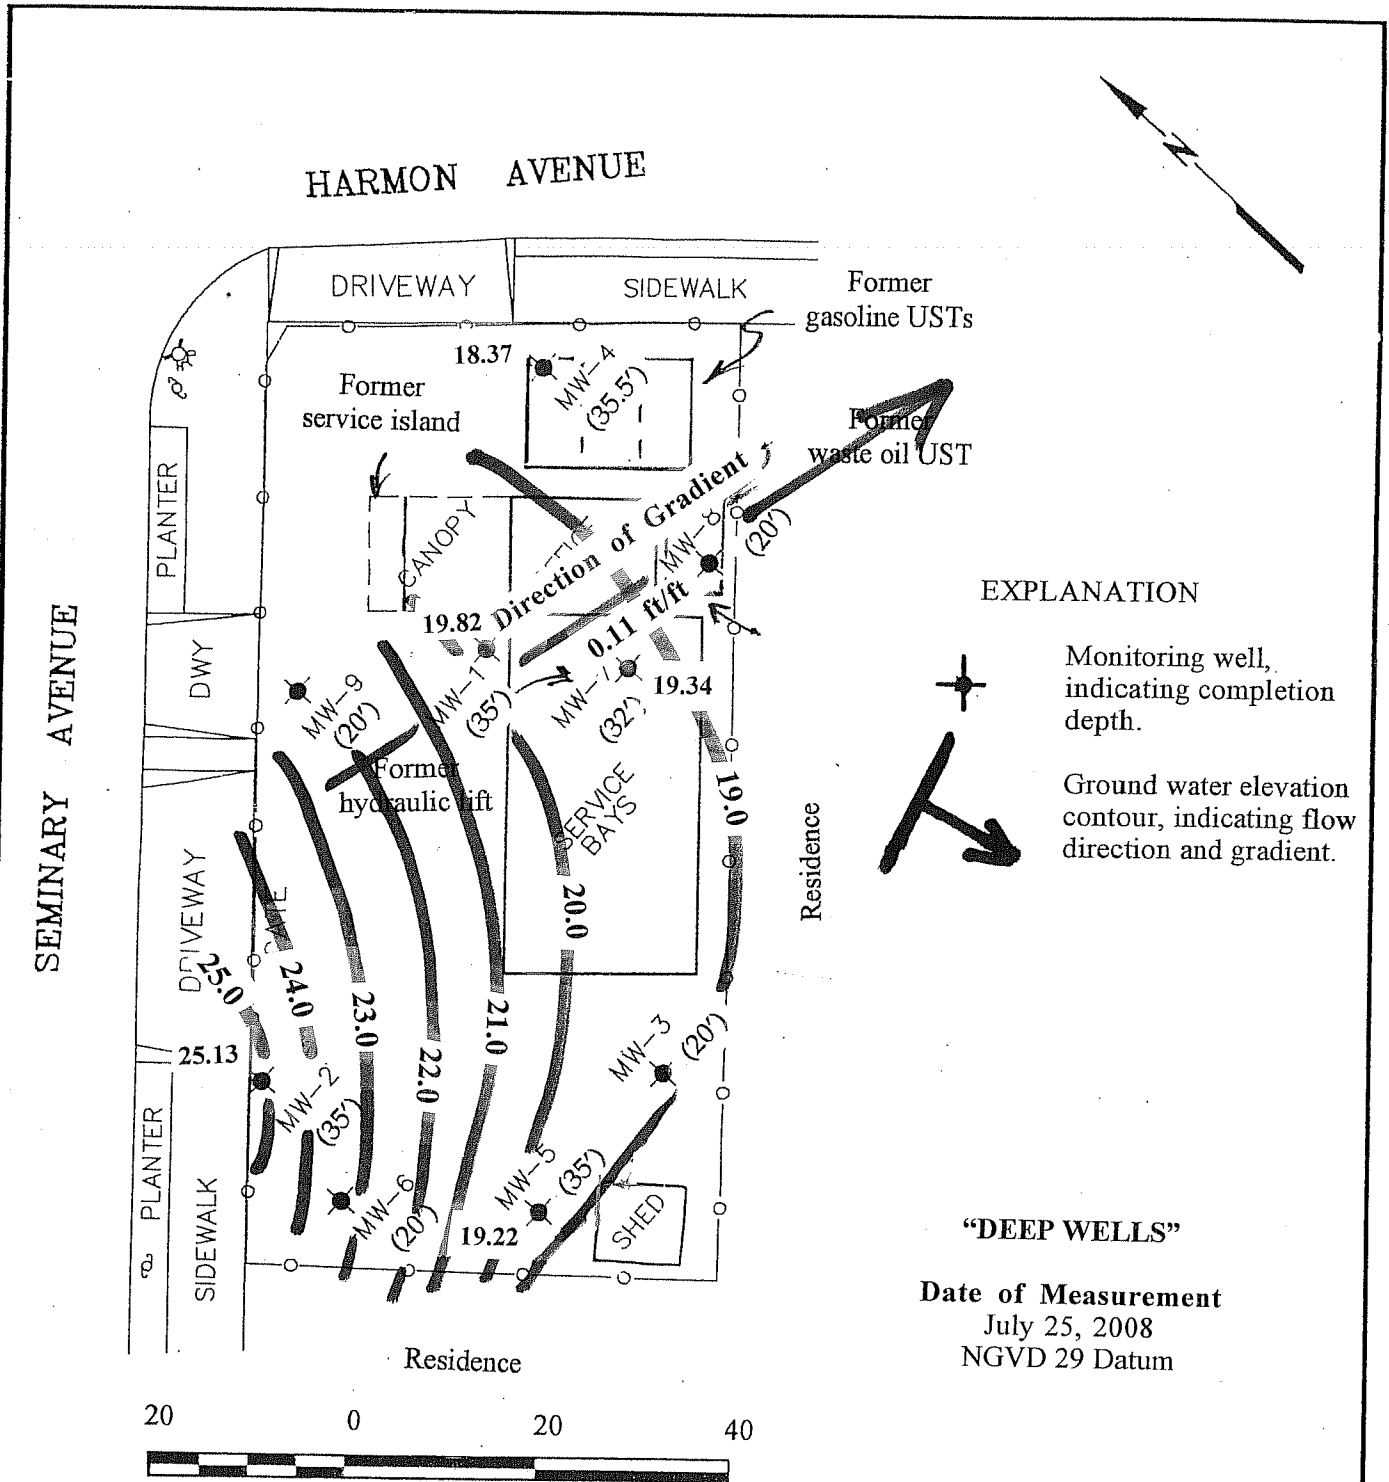 HARMON AVENUE
N
DRIVEWAY
SIDEWALK
Former
gasoline USTs
18.37
MW-4
(35.5')
Former
service island
Former
waste oil UST
PLANTER
CANOPY
Direction of Gradient
0.11 ft/ft
MW-8
(20')
19.82
MW-1
(35')
MW-7
(32')
19.34
DWY
MW-9
(20')
Former
hydraulic lift
SERVICE
BAYS
SEMINARY AVENUE
DRIVEWAY
25.0
24.0
23.0
22.0
21.0
20.0
19.0
Residence
25.13
MW-2
(35')
MW-3
(20')
MW-6
(20')
MW-5
(35')
19.22
SHED
PLANTER
SIDEWALK
Residence
EXPLANATION
Monitoring well,
indicating completion
depth.
Ground water elevation
contour, indicating flow
direction and gradient.
“DEEP WELLS”
Date of Measurement
July 25, 2008
NGVD 29 Datum
20 0 20 40